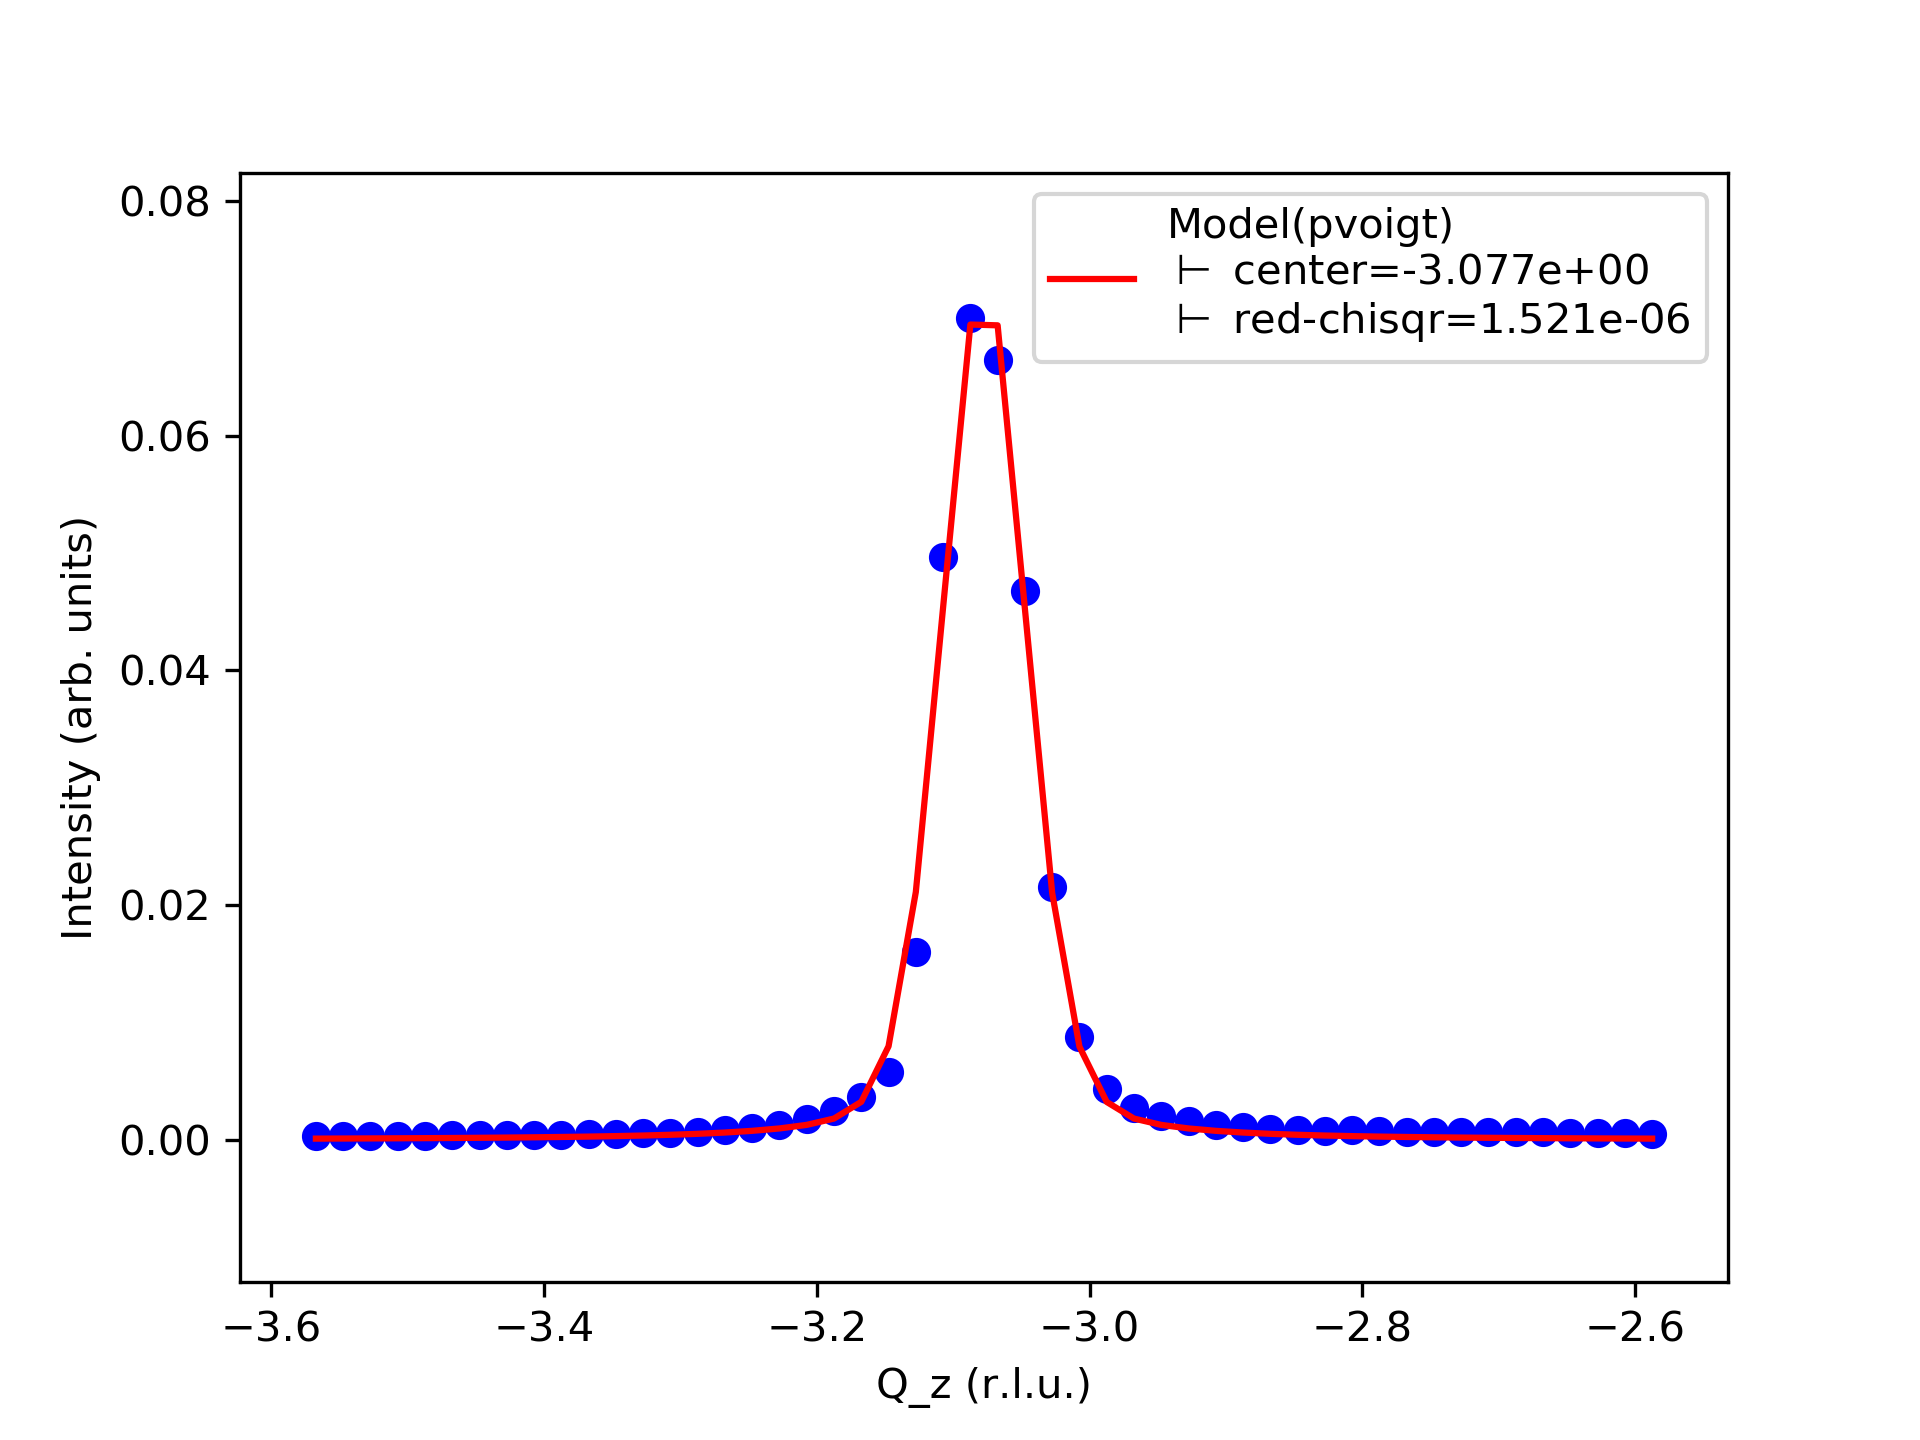 Model(pvoigt)
⊢ center=-3.077e+00
⊢ red-chisqr=1.521e-06
0.08
0.06
0.04
0.02
0.00
Intensity (arb. units)
−3.6 −3.4 −3.2 −3.0 −2.8 −2.6
Q_z (r.l.u.)